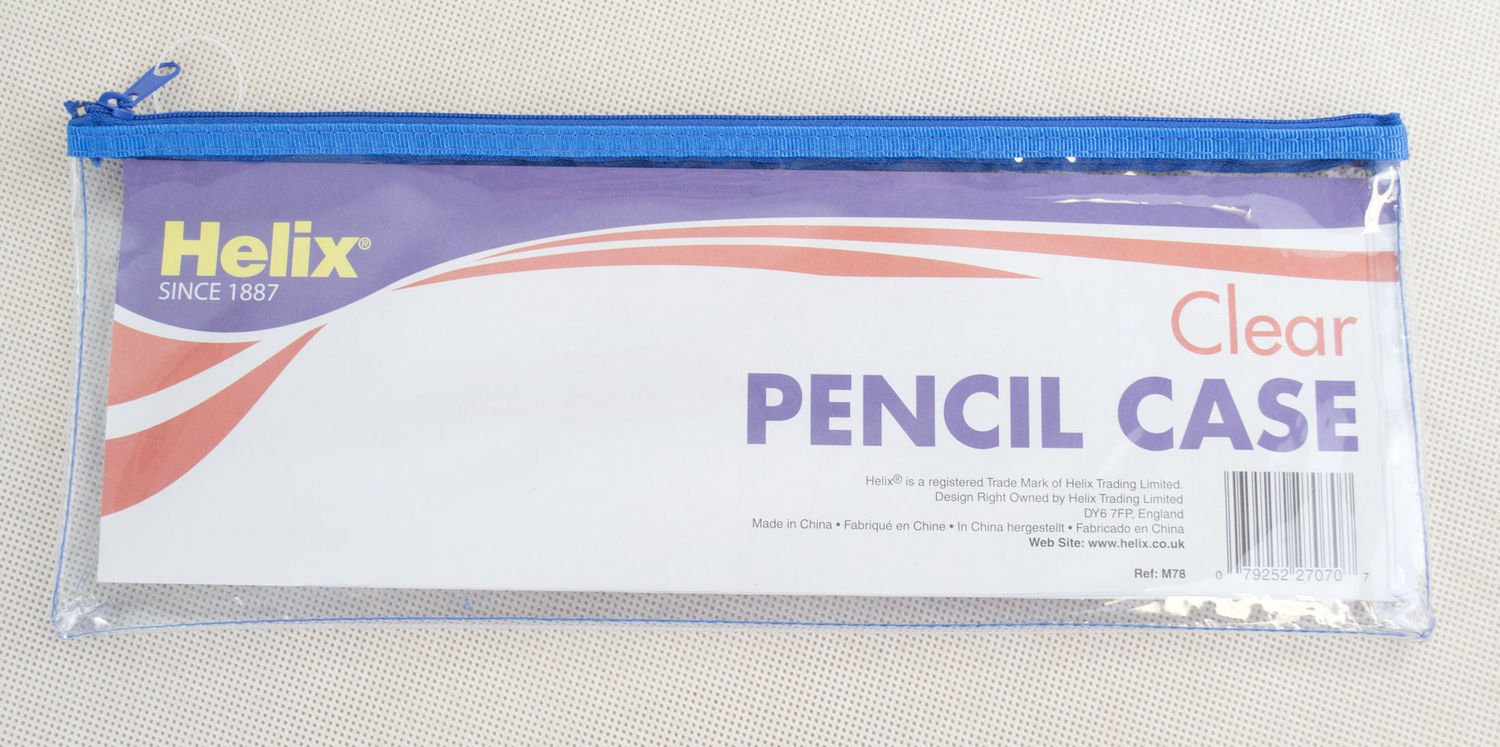 Helix®
SINCE 1887
Clear
PENCIL CASE
Helix® is a registered Trade Mark of Helix Trading Limited.
Design Right Owned by Helix Trading Limited
DY6 7FP, England
Made in China • Fabriqué en Chine • In China hergestellt • Fabricado en China
Web Site: www.helix.co.uk
Ref: M78
0 79252 27070 7